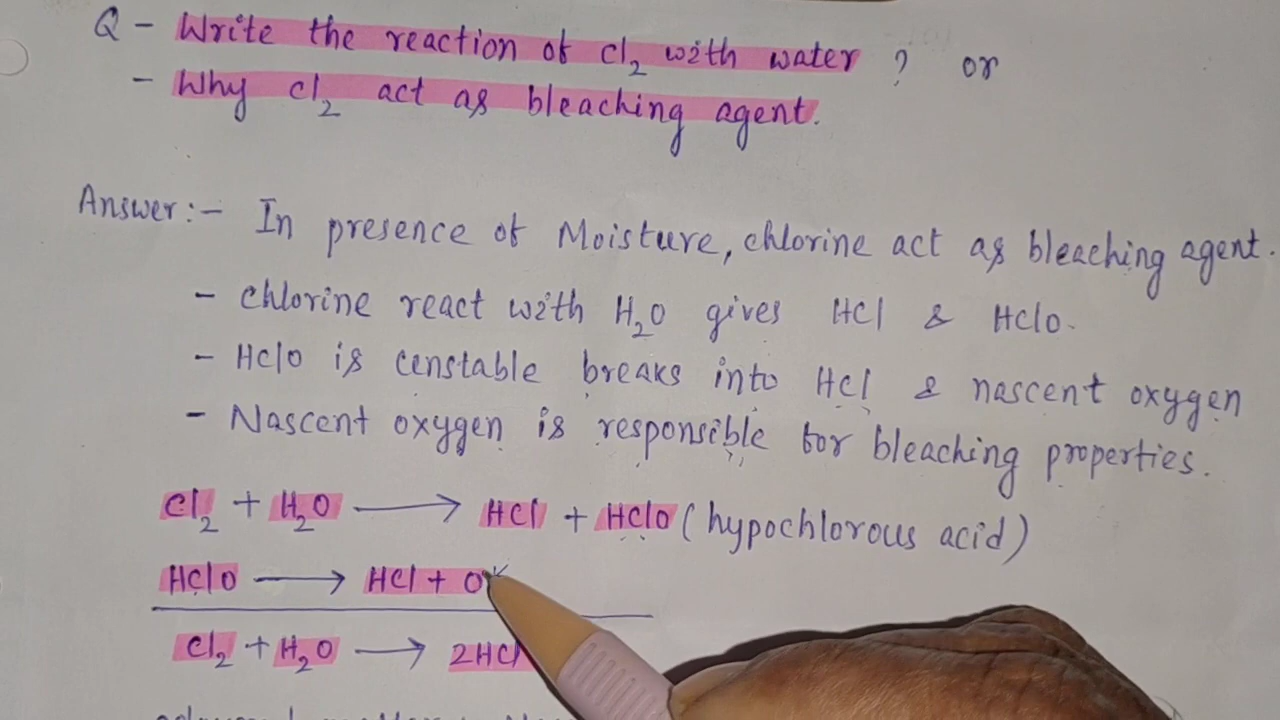 Q - Write the reaction of Cl₂ with water ? or
- Why Cl₂ act as bleaching agent.
Answer :- In presence of Moisture, chlorine act as bleaching agent.
- Chlorine react with H₂O gives HCl & HClO.
- HClO is unstable breaks into HCl & nascent oxygen
- Nascent oxygen is responsible for bleaching properties.
Cl₂ + H₂O ⟶ HCl + HClO (hypochlorous acid)
HClO ⟶ HCl + O
Cl₂ + H₂O ⟶ 2HCl